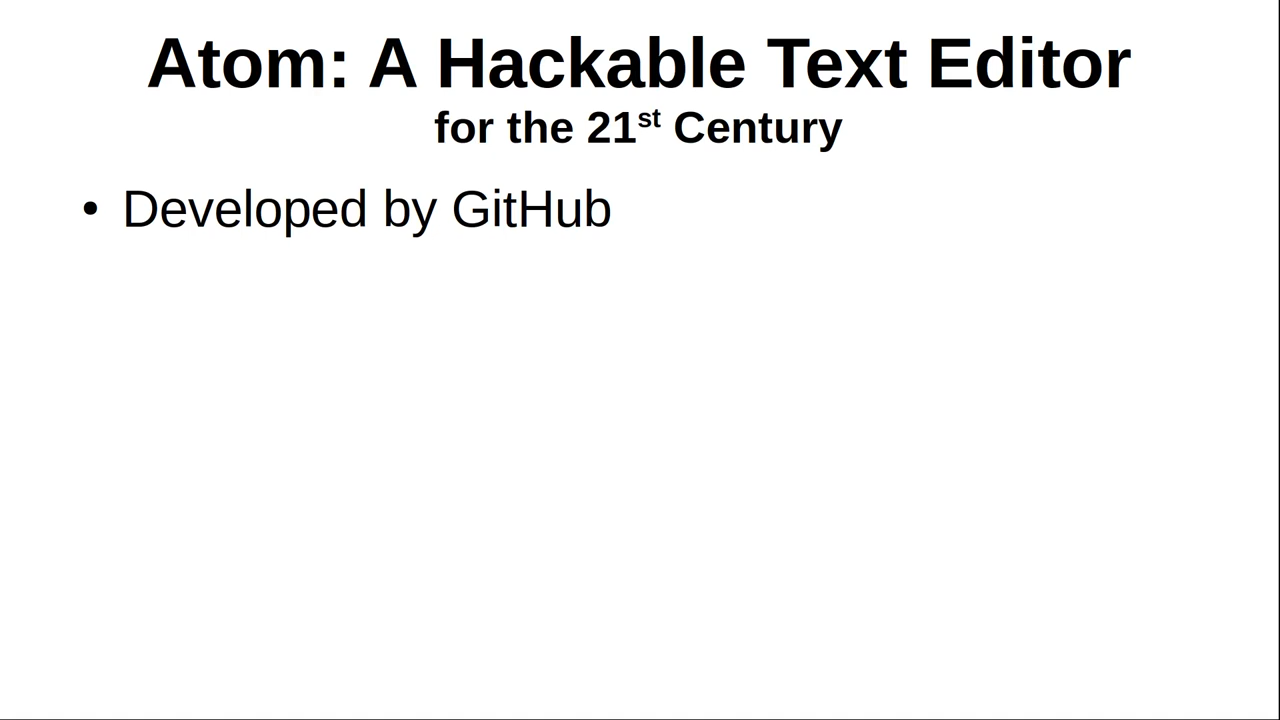 Atom: A Hackable Text Editor
for the 21st Century
• Developed by GitHub